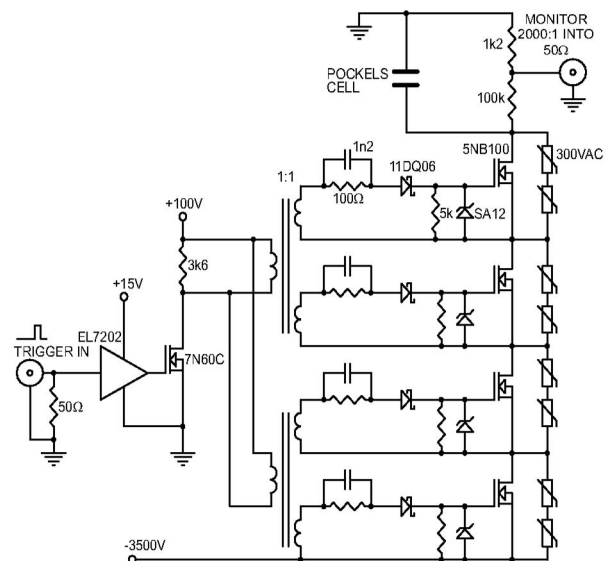 MONITOR
2000:1 INTO
50Ω
1k2
POCKELS
CELL
100k
1n2
11DQ06
5NB100
300VAC
1:1
100Ω
+100V
5k
SA12
3k6
+15V
EL7202
TRIGGER IN
7N60C
50Ω
-3500V